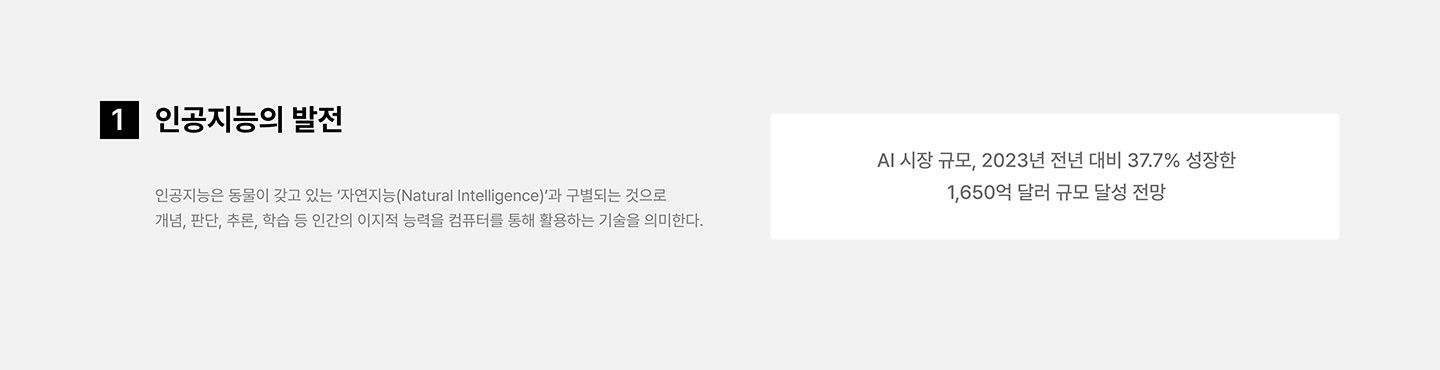 1 인공지능의 발전
인공지능은 동물이 갖고 있는 ‘자연지능(Natural Intelligence)’과 구별되는 것으로
개념, 판단, 추론, 학습 등 인간의 이지적 능력을 컴퓨터를 통해 활용하는 기술을 의미한다.
AI 시장 규모, 2023년 전년 대비 37.7% 성장한
1,650억 달러 규모 달성 전망